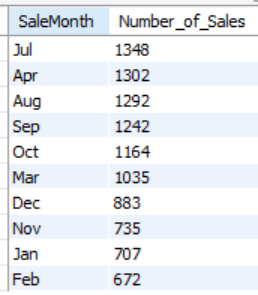 SaleMonth Number_of_Sales
Jul 1348
Apr 1302
Aug 1292
Sep 1242
Oct 1164
Mar 1035
Dec 883
Nov 735
Jan 707
Feb 672